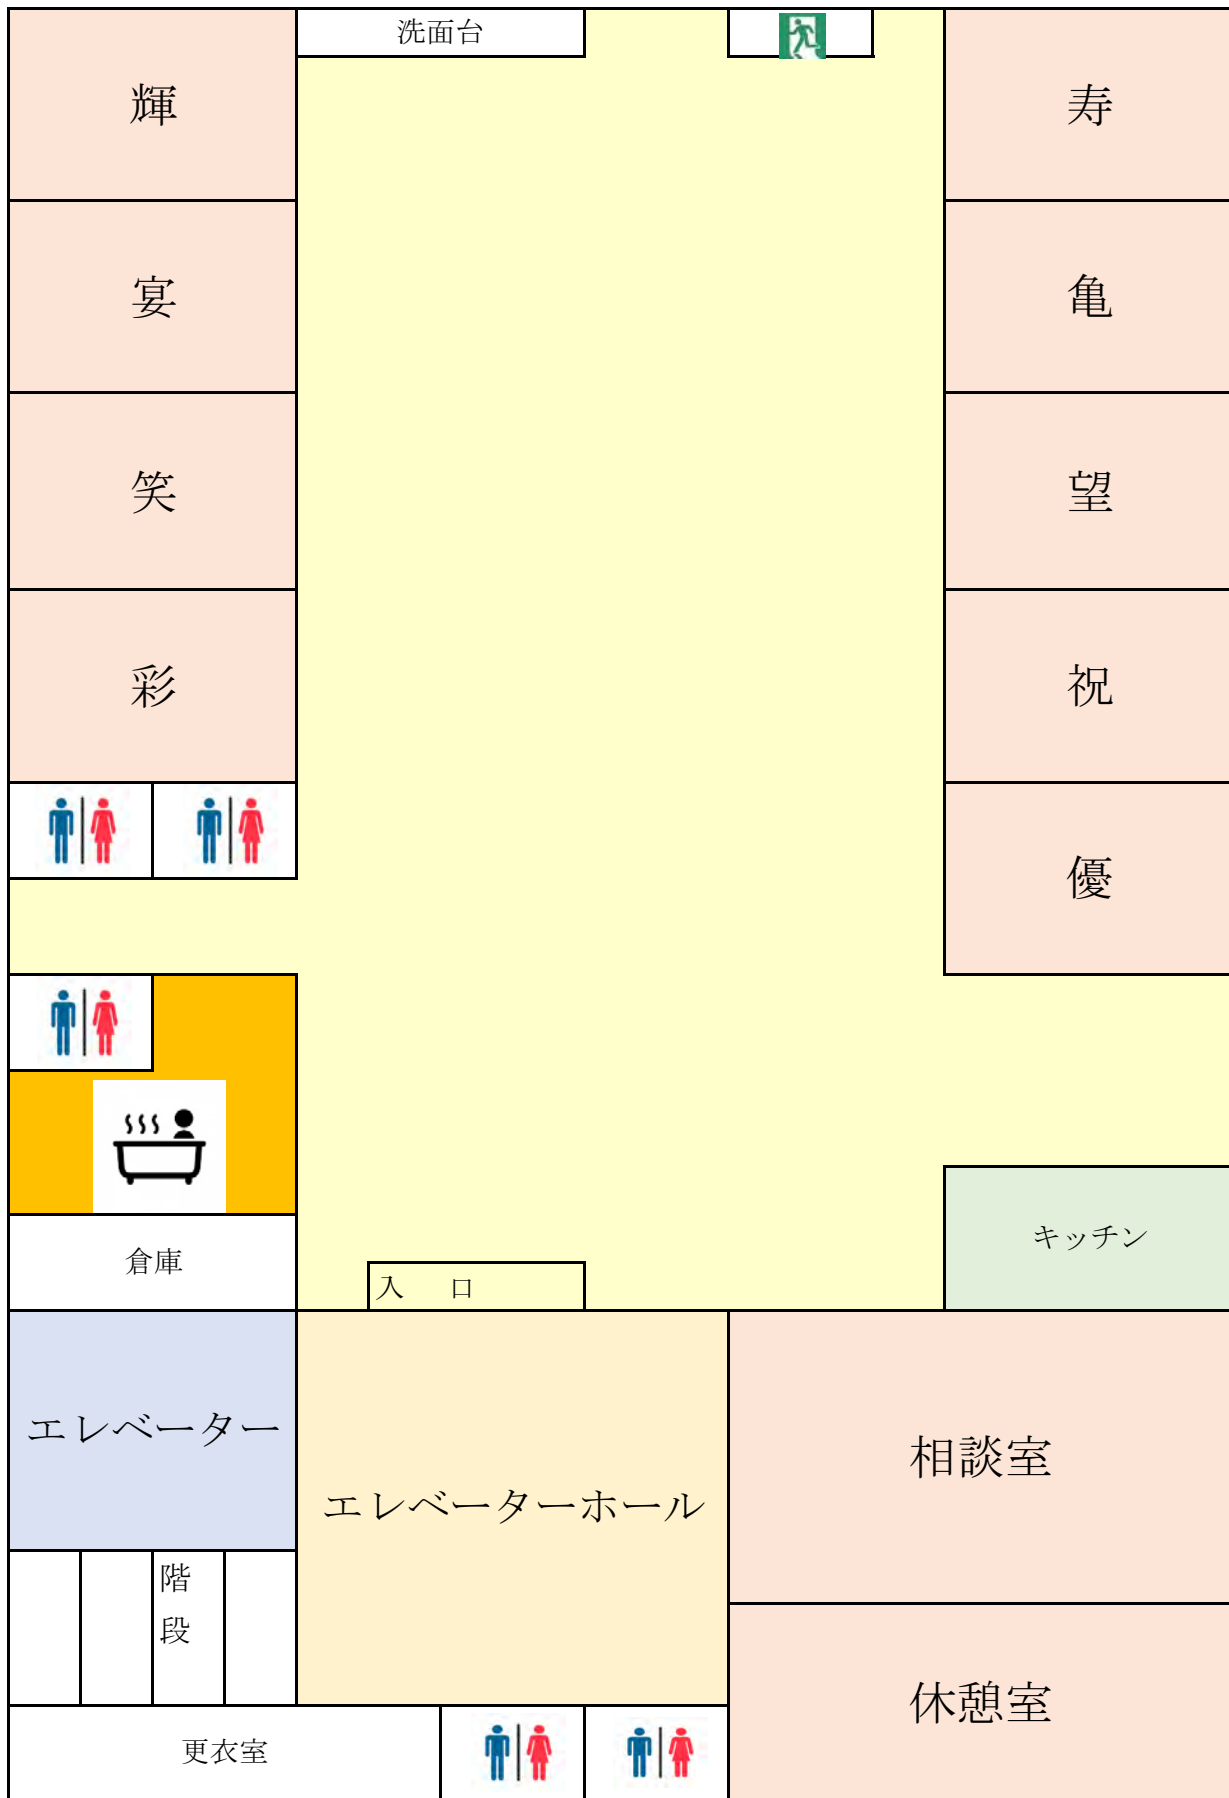 洗面台
輝
寿
宴
亀
笑
望
彩
祝
優
キッチン
倉庫
入 口
エレベーター
相談室
エレベーターホール
階
段
休憩室
更衣室